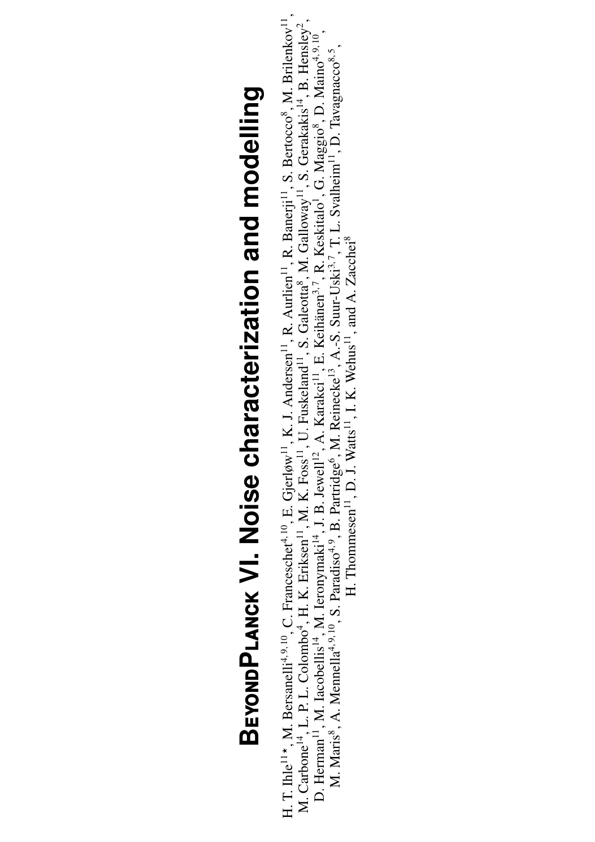 BEYONDPLANCK VI. Noise characterization and modelling
H. T. Ihle11⋆, M. Bersanelli4,9,10, C. Franceschet4,10, E. Gjerløw11, K. J. Andersen11, R. Aurlien11, R. Banerji11, S. Bertocco8, M. Brilenkov11,
M. Carbone14, L. P. L. Colombo4, H. K. Eriksen11, M. K. Foss11, U. Fuskeland11, S. Galeotta8, M. Galloway11, S. Gerakakis14, B. Hensley2,
D. Herman11, M. Iacobellis14, M. Ieronymaki14, J. B. Jewell12, A. Karakci11, E. Keihänen3,7, R. Keskitalo1, G. Maggio8, D. Maino4,9,10,
M. Maris8, A. Mennella4,9,10, S. Paradiso4,9, B. Partridge6, M. Reinecke13, A.-S. Suur-Uski3,7, T. L. Svalheim11, D. Tavagnacco8,5,
H. Thommesen11, D. J. Watts11, I. K. Wehus11, and A. Zacchei8